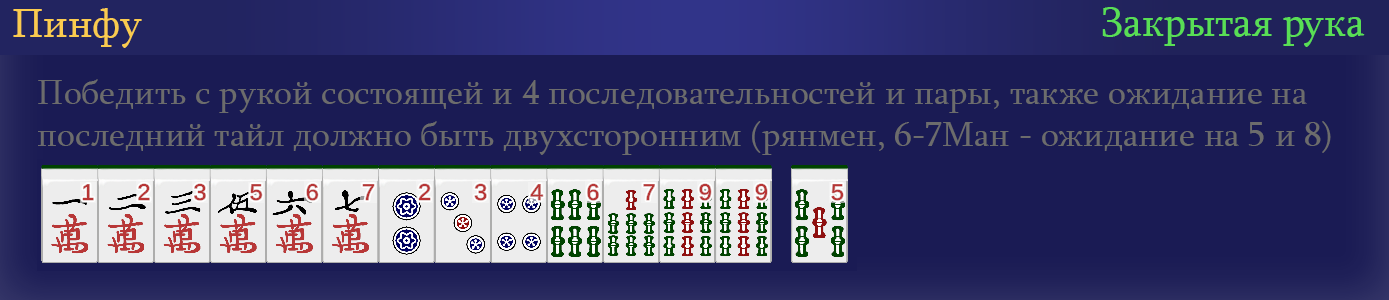 Пинфу Закрытая рука
Победить с рукой состоящей и 4 последовательностей и пары, также ожидание на
последний тайл должно быть двухсторонним (рянмен, 6-7Ман - ожидание на 5 и 8)
1 2 3 5 6 7 2 3 4 6 7 9 9 5
一 二 三 伍 六 七
萬 萬 萬 萬 萬 萬